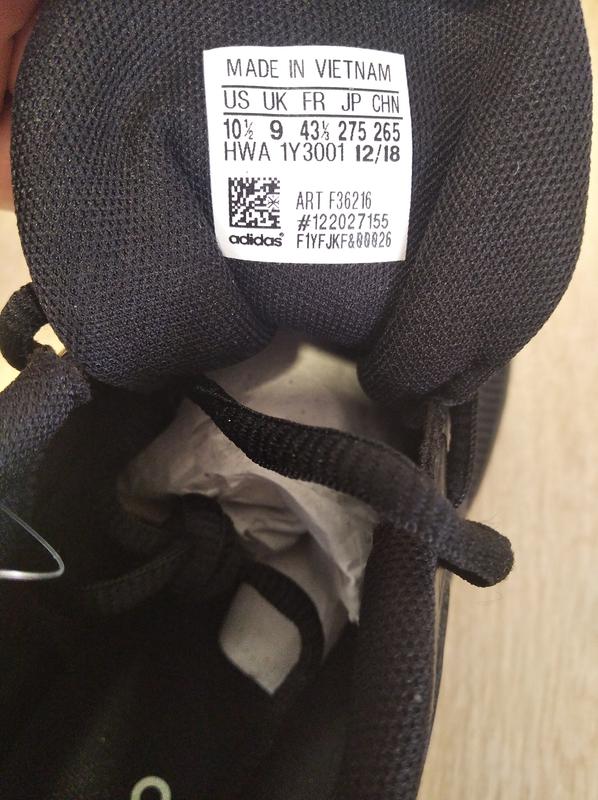 MADE IN VIETNAM
US UK FR JP CHN
10½ 9 43⅓ 275 265
HWA 1Y3001 12/18
ART F36216
#122027155
adidas® F1YFJKF&00026